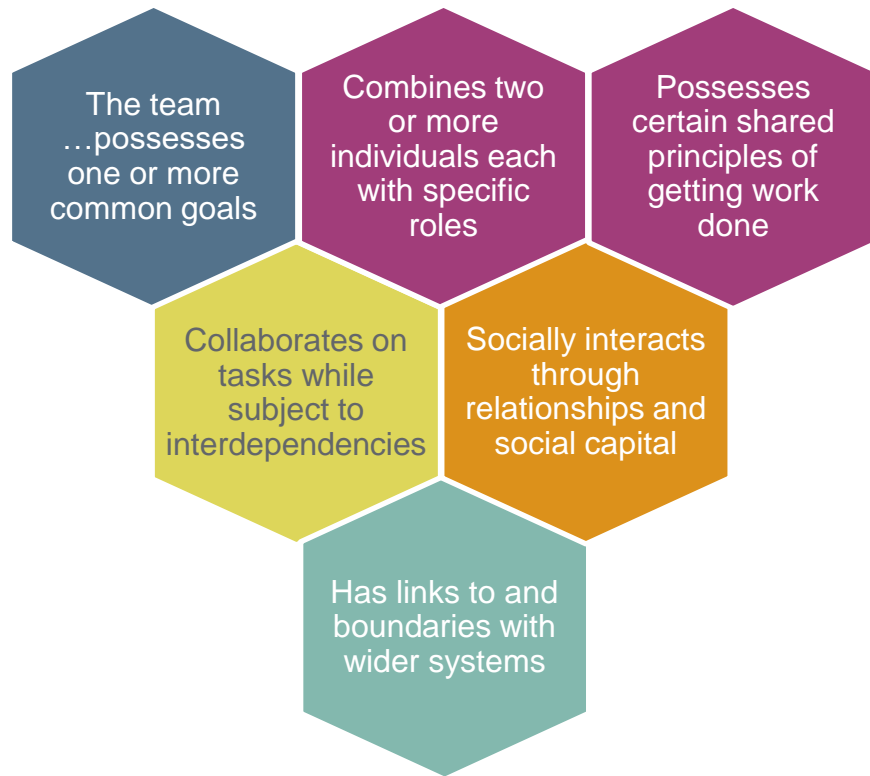 The team
…possesses
one or more
common goals
Combines two
or more
individuals each
with specific
roles
Possesses
certain shared
principles of
getting work
done
Collaborates on
tasks while
subject to
interdependencies
Socially interacts
through
relationships and
social capital
Has links to and
boundaries with
wider systems